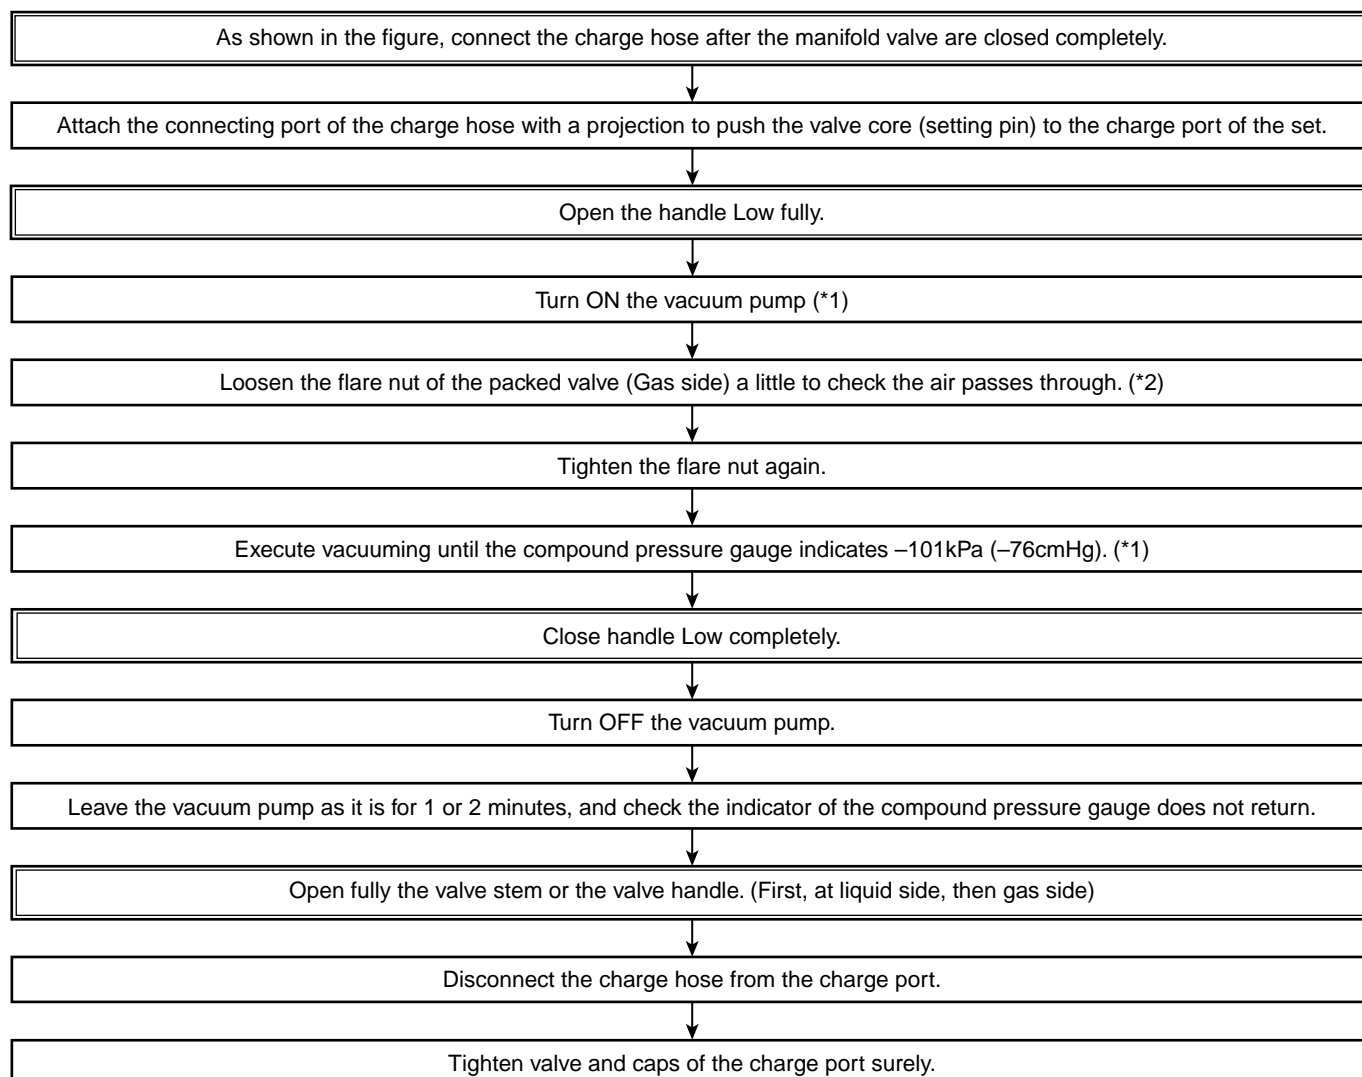 As shown in the figure, connect the charge hose after the manifold valve are closed completely.
Attach the connecting port of the charge hose with a projection to push the valve core (setting pin) to the charge port of the set.
Open the handle Low fully.
Turn ON the vacuum pump (*1)
Loosen the flare nut of the packed valve (Gas side) a little to check the air passes through. (*2)
Tighten the flare nut again.
Execute vacuuming until the compound pressure gauge indicates –101kPa (–76cmHg). (*1)
Close handle Low completely.
Turn OFF the vacuum pump.
Leave the vacuum pump as it is for 1 or 2 minutes, and check the indicator of the compound pressure gauge does not return.
Open fully the valve stem or the valve handle. (First, at liquid side, then gas side)
Disconnect the charge hose from the charge port.
Tighten valve and caps of the charge port surely.